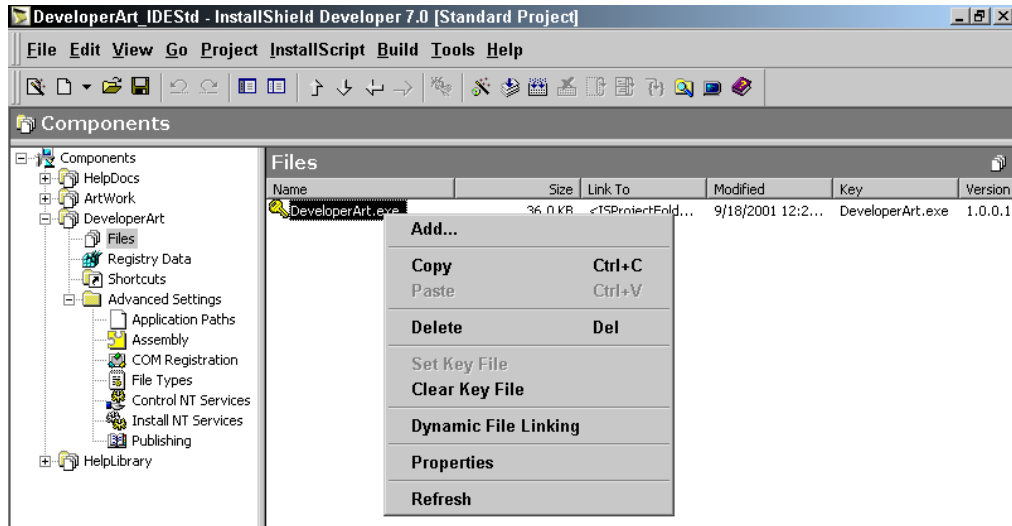 DeveloperArt_IDEStd - InstallShield Developer 7.0 [Standard Project]
File Edit View Go Project InstallScript Build Tools Help
Components
Components
HelpDocs
ArtWork
DeveloperArt
Files
Registry Data
Shortcuts
Advanced Settings
Application Paths
Assembly
COM Registration
File Types
Control NT Services
Install NT Services
Publishing
HelpLibrary
Files
Name Size Link To Modified Key Version
DeveloperArt.exe 36.0 KB <ISProjectFold... 9/18/2001 12:2... DeveloperArt.exe 1.0.0.1
Add...
Copy Ctrl+C
Paste Ctrl+V
Delete Del
Set Key File
Clear Key File
Dynamic File Linking
Properties
Refresh